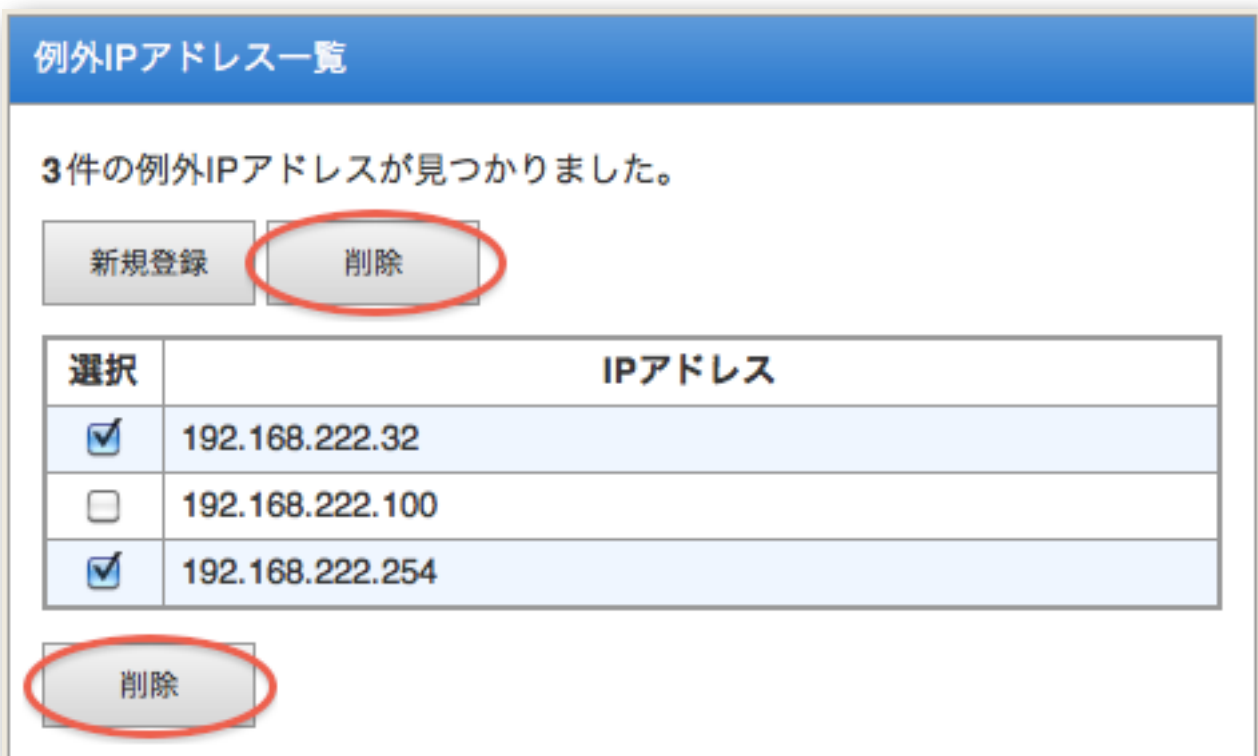 例外IPアドレス一覧
3件の例外IPアドレスが見つかりました。
新規登録 削除
選択 IPアドレス
192.168.222.32
192.168.222.100
192.168.222.254
削除